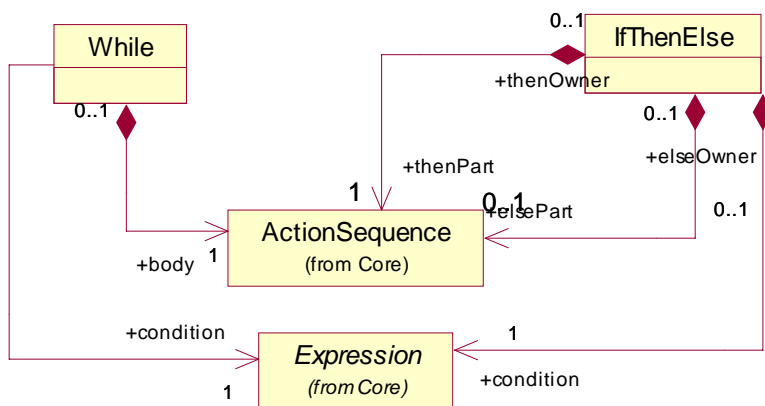 0..1
While
IfThenElse
+thenOwner
0..1
0..1
+elseOwner
+thenPart
1
0..1
+elsePart
0..1
ActionSequence
(from Core)
1
+body
+condition
1
Expression
(from Core)
+condition
1